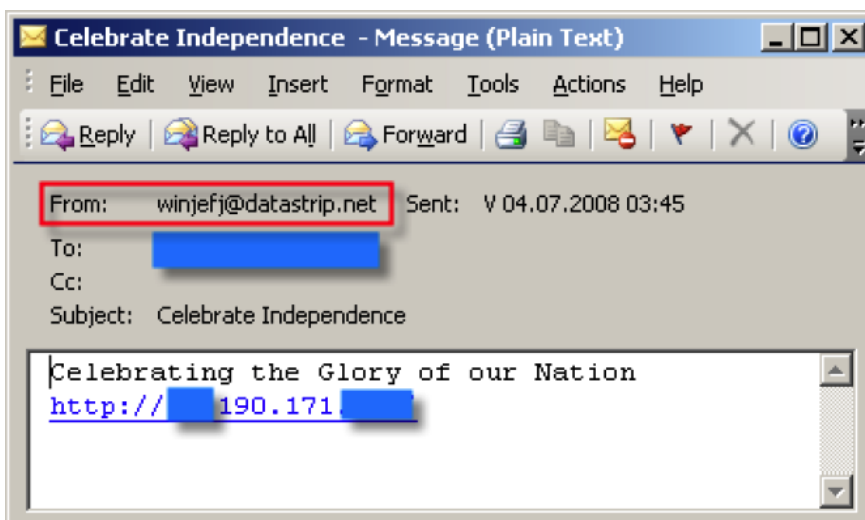 Celebrate Independence - Message (Plain Text)
File Edit View Insert Format Tools Actions Help
Reply Reply to All Forward
From: winjefj@datastrip.net Sent: V 04.07.2008 03:45
To:
Cc:
Subject: Celebrate Independence
Celebrating the Glory of our Nation
http:// 190.171.